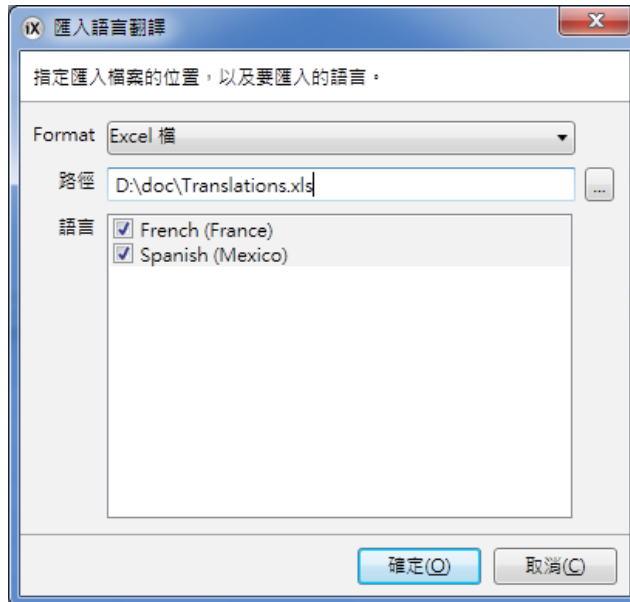 iX 匯入語言翻譯
指定匯入檔案的位置，以及要匯入的語言。
Format Excel 檔
路徑 D:\doc\Translations.xls ...
語言 French (France)
Spanish (Mexico)
確定(O) 取消(C)